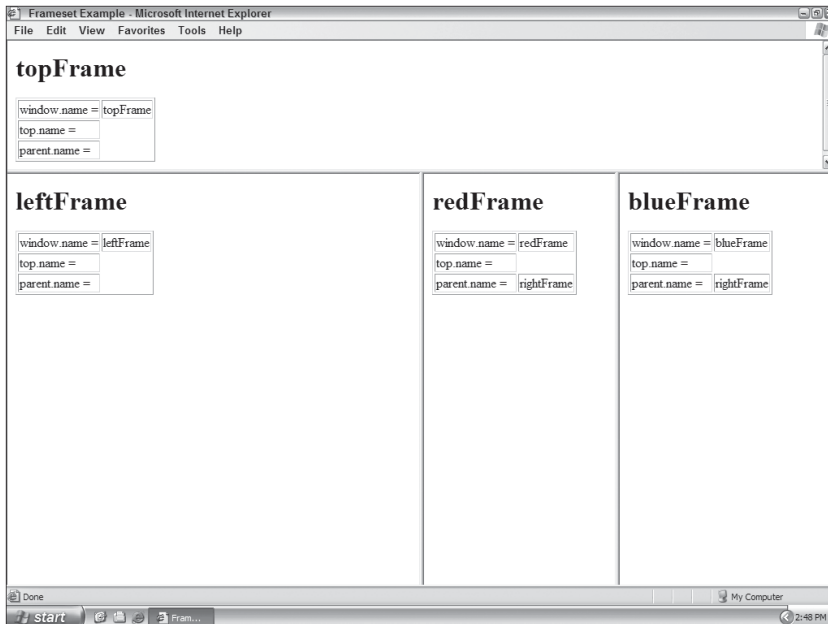 Frameset Example - Microsoft Internet Explorer
File Edit View Favorites Tools Help
topFrame
window.name = topFrame
top.name =
parent.name =
leftFrame
window.name = leftFrame
top.name =
parent.name =
redFrame
window.name = redFrame
top.name =
parent.name = rightFrame
blueFrame
window.name = blueFrame
top.name =
parent.name = rightFrame
Done
My Computer
start
Fram...
2:48 PM